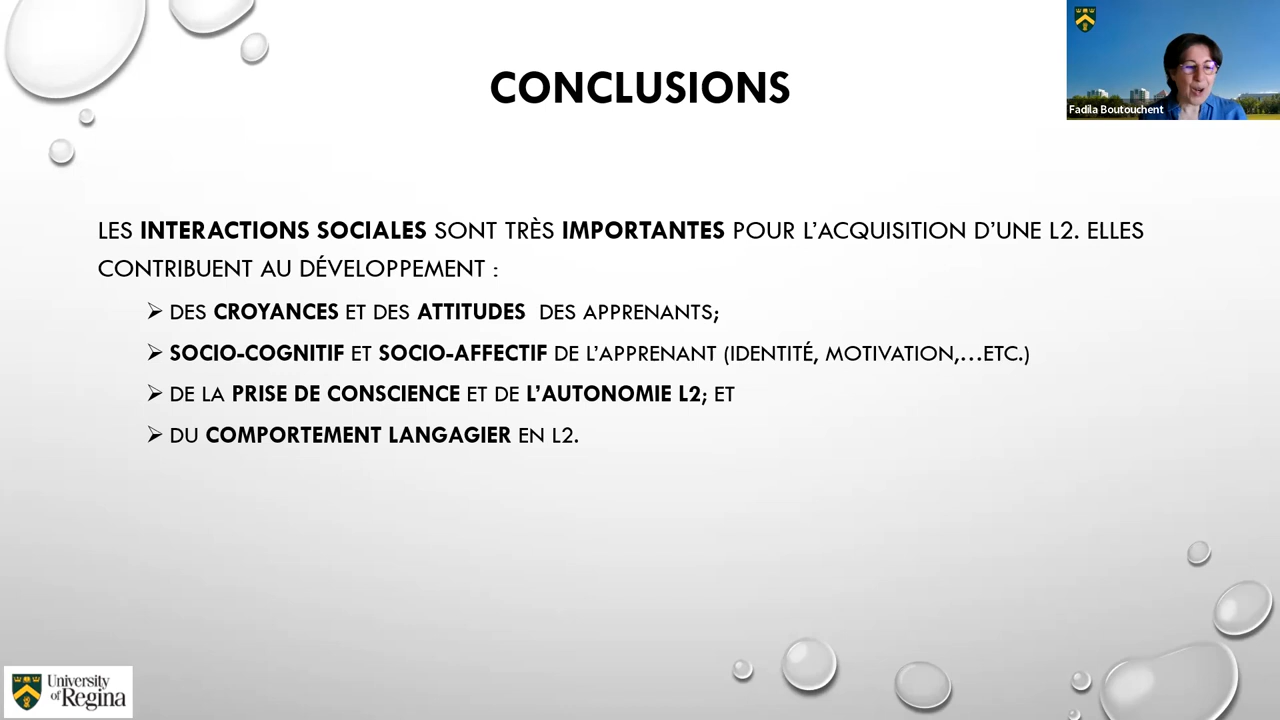 CONCLUSIONS
Fadila Boutouchent
LES INTERACTIONS SOCIALES SONT TRÈS IMPORTANTES POUR L’ACQUISITION D’UNE L2. ELLES
CONTRIBUENT AU DÉVELOPPEMENT :
➢ DES CROYANCES ET DES ATTITUDES DES APPRENANTS;
➢ SOCIO-COGNITIF ET SOCIO-AFFECTIF DE L’APPRENANT (IDENTITÉ, MOTIVATION,…ETC.)
➢ DE LA PRISE DE CONSCIENCE ET DE L’AUTONOMIE L2; ET
➢ DU COMPORTEMENT LANGAGIER EN L2.
University
of Regina